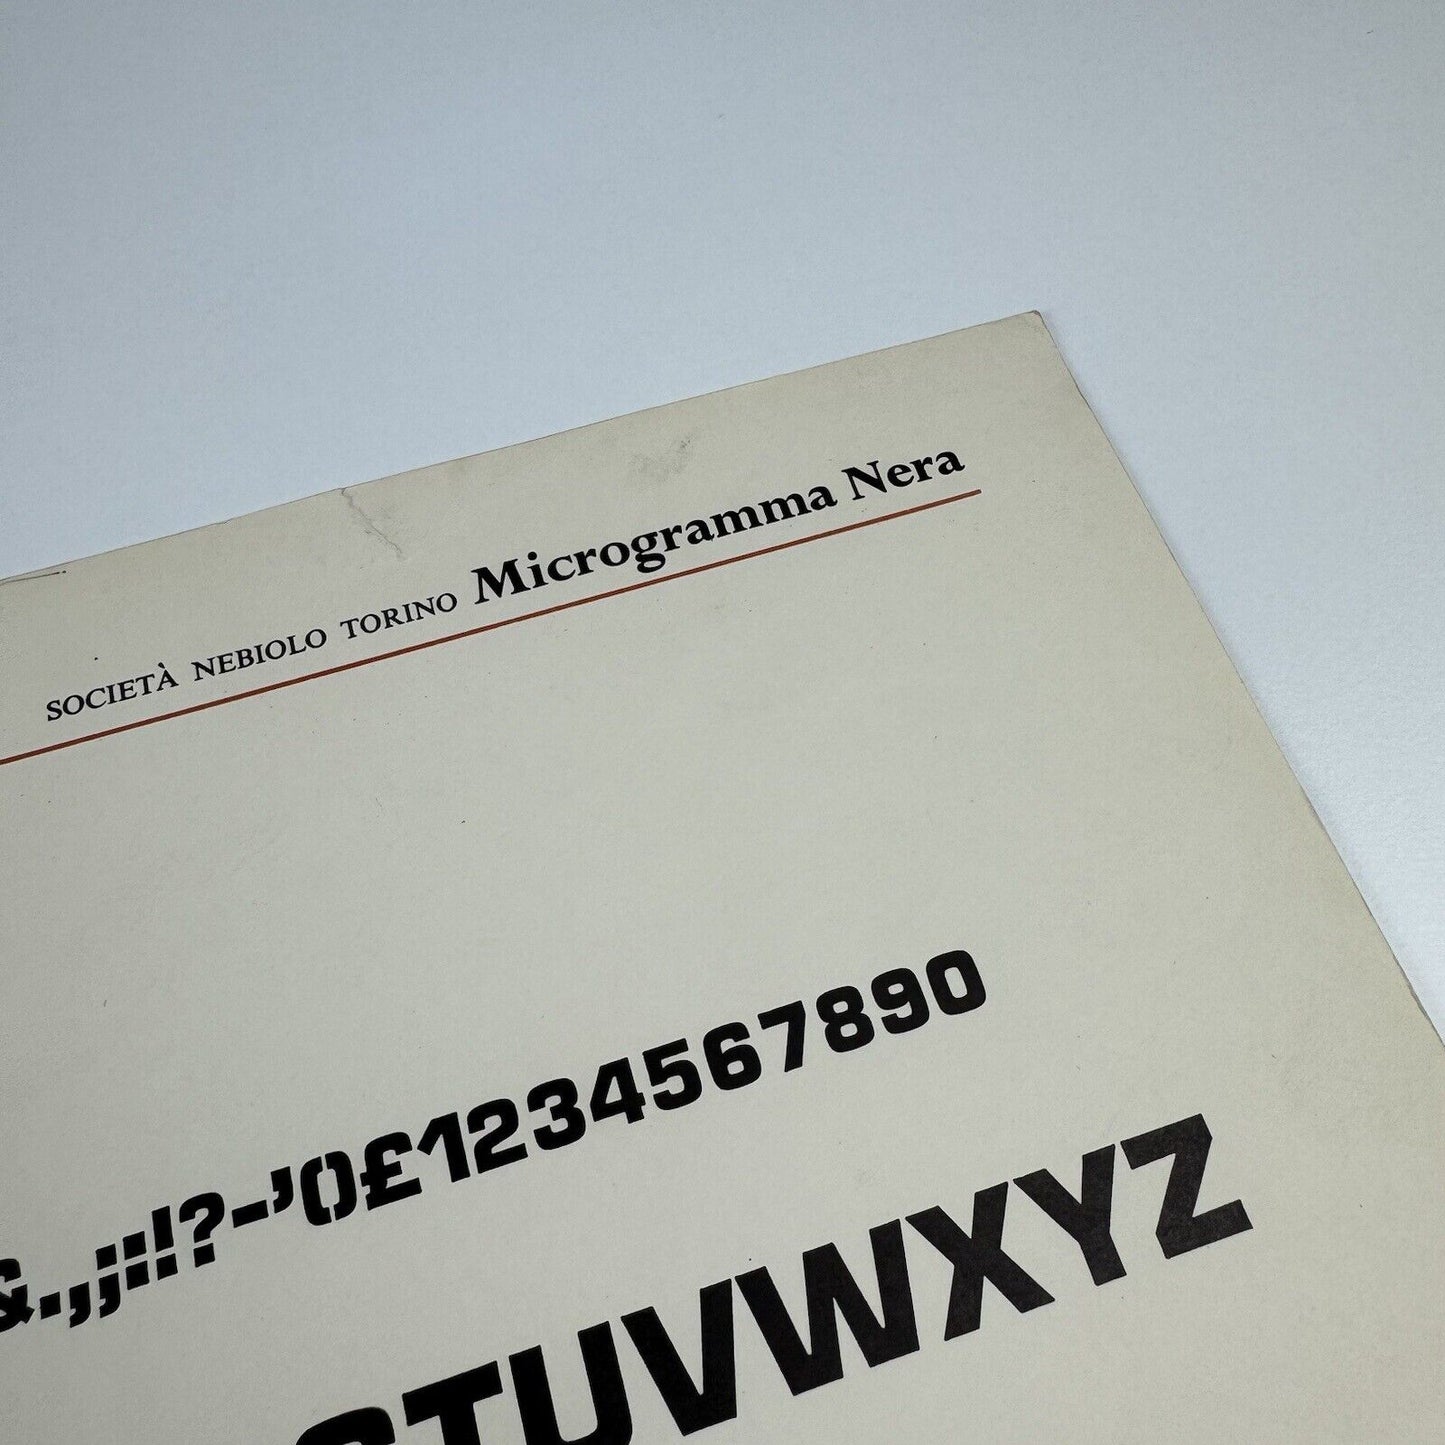 SOCIETÀ NEBIOLO TORINO Microgramma Nera
&.,;:!?-'()£1234567890
STUVWXYZ